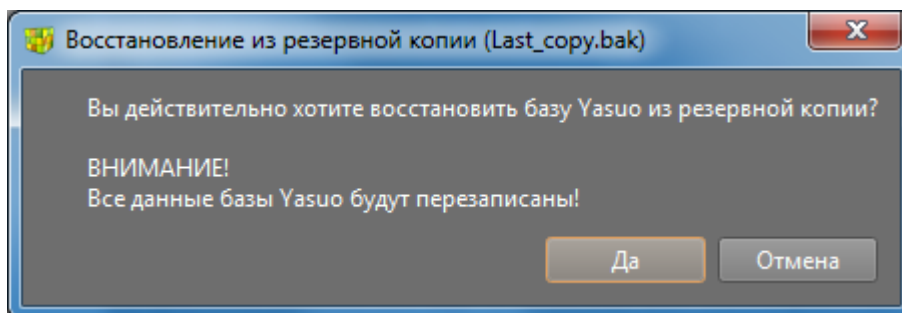 Восстановление из резервной копии (Last_copy.bak)
Вы действительно хотите восстановить базу Yasuo из резервной копии?
ВНИМАНИЕ!
Все данные базы Yasuo будут перезаписаны!
Да
Отмена